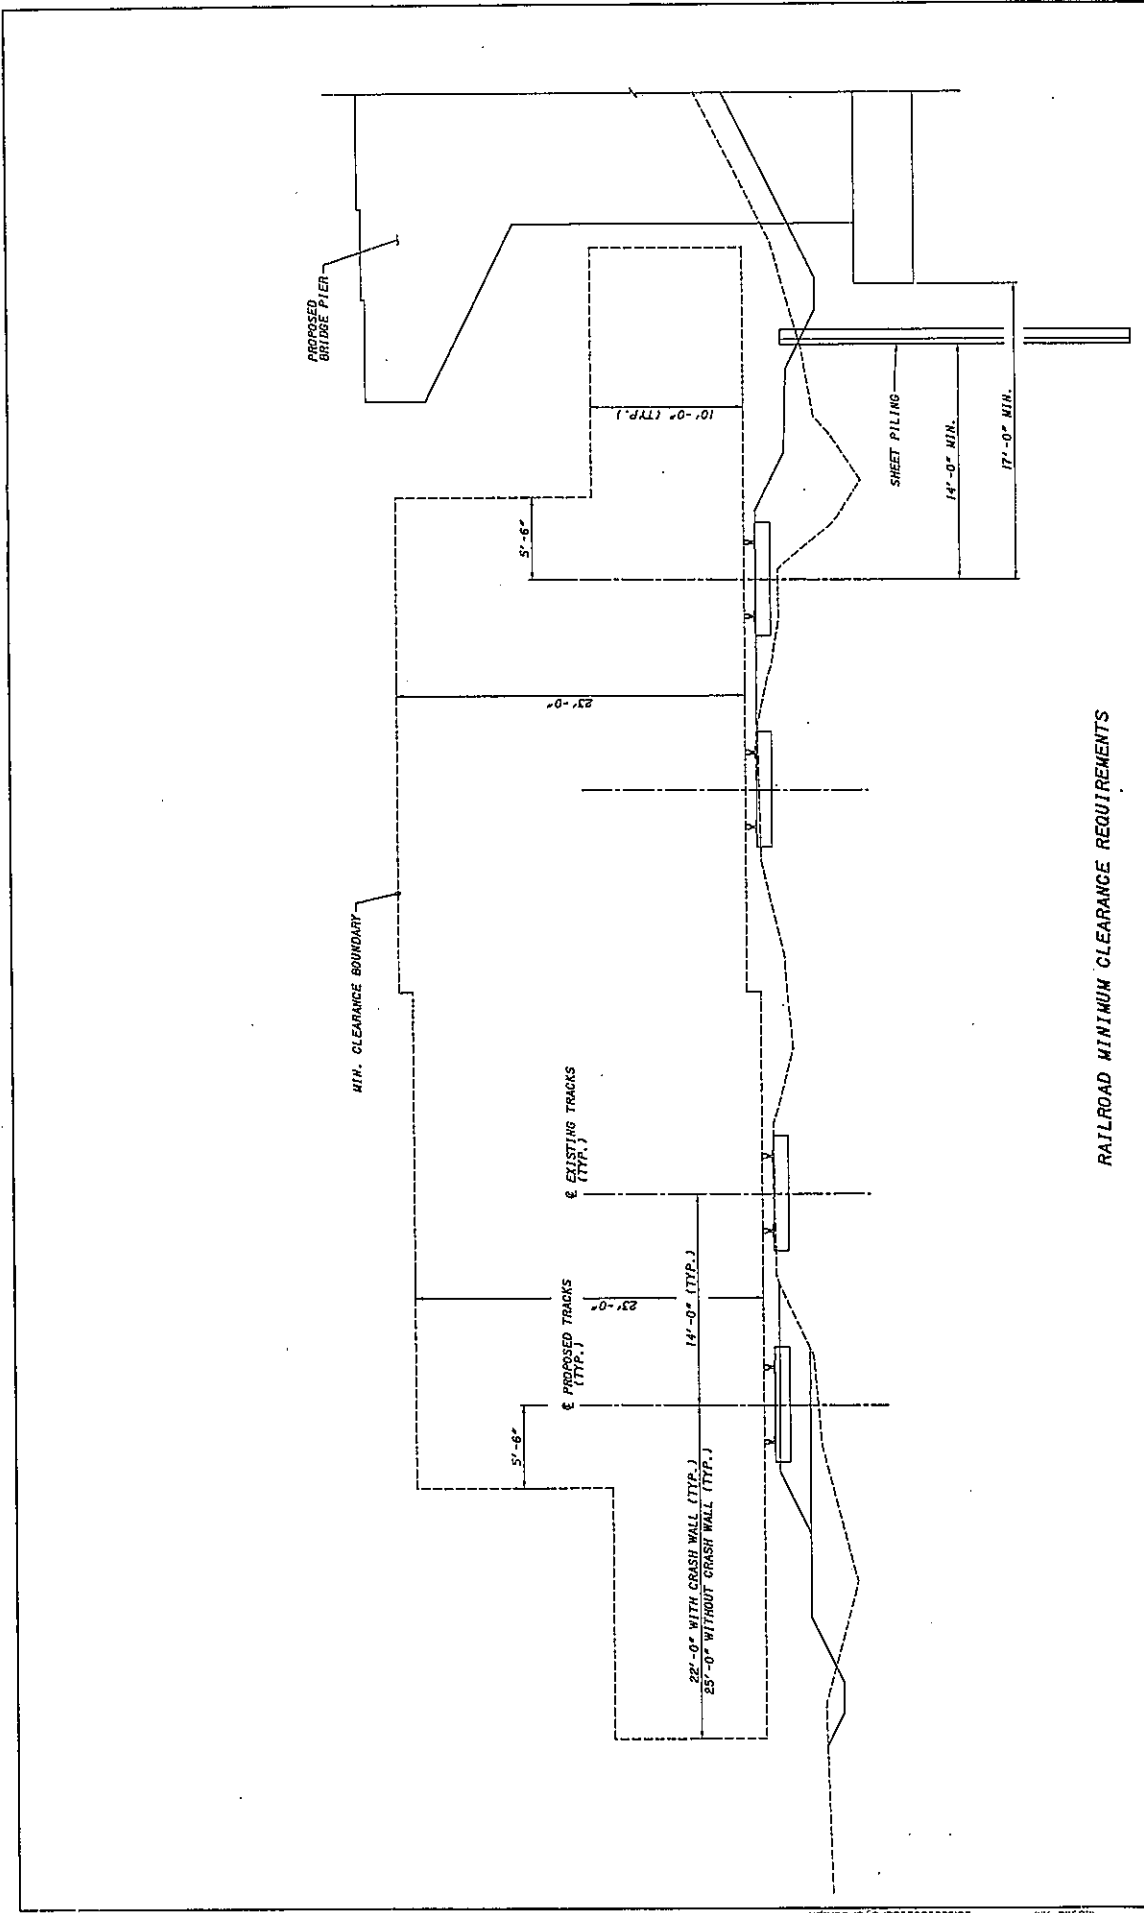 PROPOSED
BRIDGE PIER
MIN. CLEARANCE BOUNDARY
10'-0" (TYP.)
5'-6"
23'-0"
℄ EXISTING TRACKS
(TYP.)
℄ PROPOSED TRACKS
(TYP.)
23'-0"
14'-0" (TYP.)
5'-6"
22'-0" WITH CRASH WALL (TYP.)
25'-0" WITHOUT CRASH WALL (TYP.)
SHEET PILING
14'-0" MIN.
17'-0" MIN.
RAILROAD MINIMUM CLEARANCE REQUIREMENTS